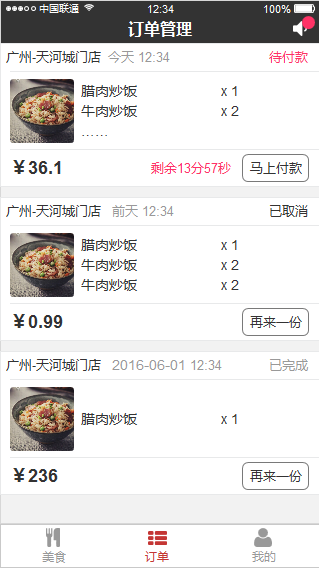 中国联通 12:34 100%
订单管理
广州-天河城门店 今天 12:34 待付款
腊肉炒饭 x 1
牛肉炒饭 x 2
……
￥36.1 剩余13分57秒 马上付款
广州-天河城门店 前天 12:34 已取消
腊肉炒饭 x 1
牛肉炒饭 x 2
牛肉炒饭 x 2
￥0.99 再来一份
广州-天河城门店 2016-06-01 12:34 已完成
腊肉炒饭 x 1
￥236 再来一份
美食 订单 我的